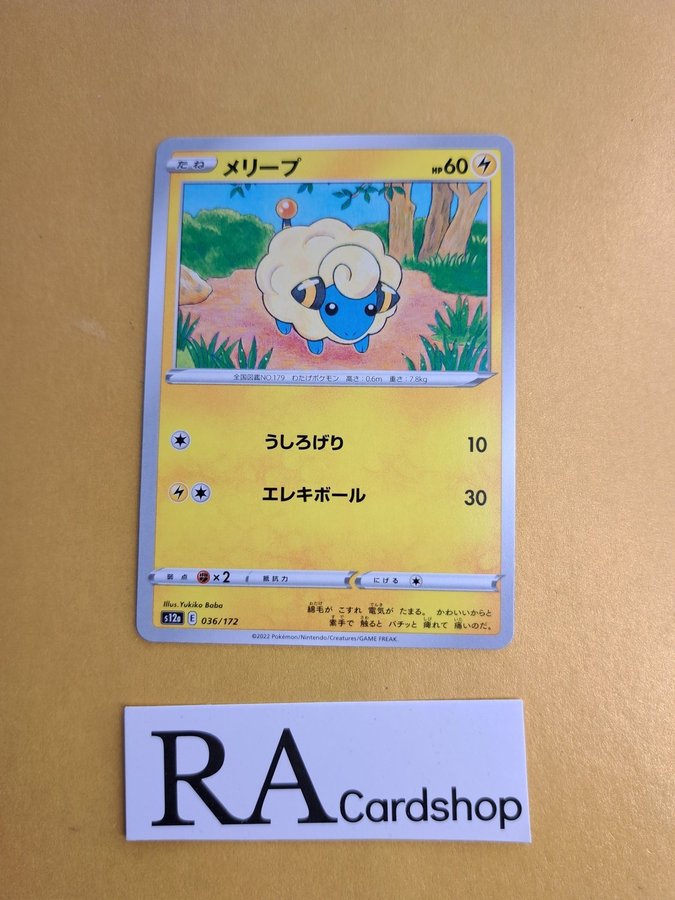 たね メリープ HP60
全国図鑑NO.179 わたげポケモン 高さ:0.6m 重さ:7.8kg
うしろげり 10
エレキボール 30
弱点 ×2 抵抗力 にげる
Illus.Yukiko Baba
綿毛が こすれ 電気が たまる。 かわいいからと
素手で 触ると バチッと 痺れて 痛いのだ。
s12a E 036/172
©2022 Pokémon/Nintendo/Creatures/GAME FREAK
RA Cardshop